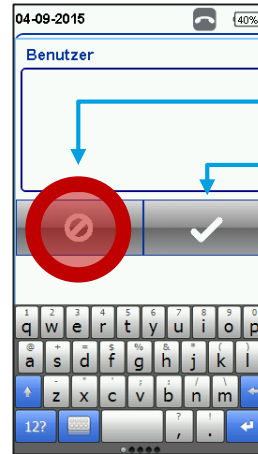 04-09-2015
40%
Benutzer
1 2 3 4 5 6 7 8 9 0
q w e r t y u i o p
@ + = $ % & * ( )
a s d f g h j k l
- " ' : ; / \
z x c v b n m
12? ? , ! .